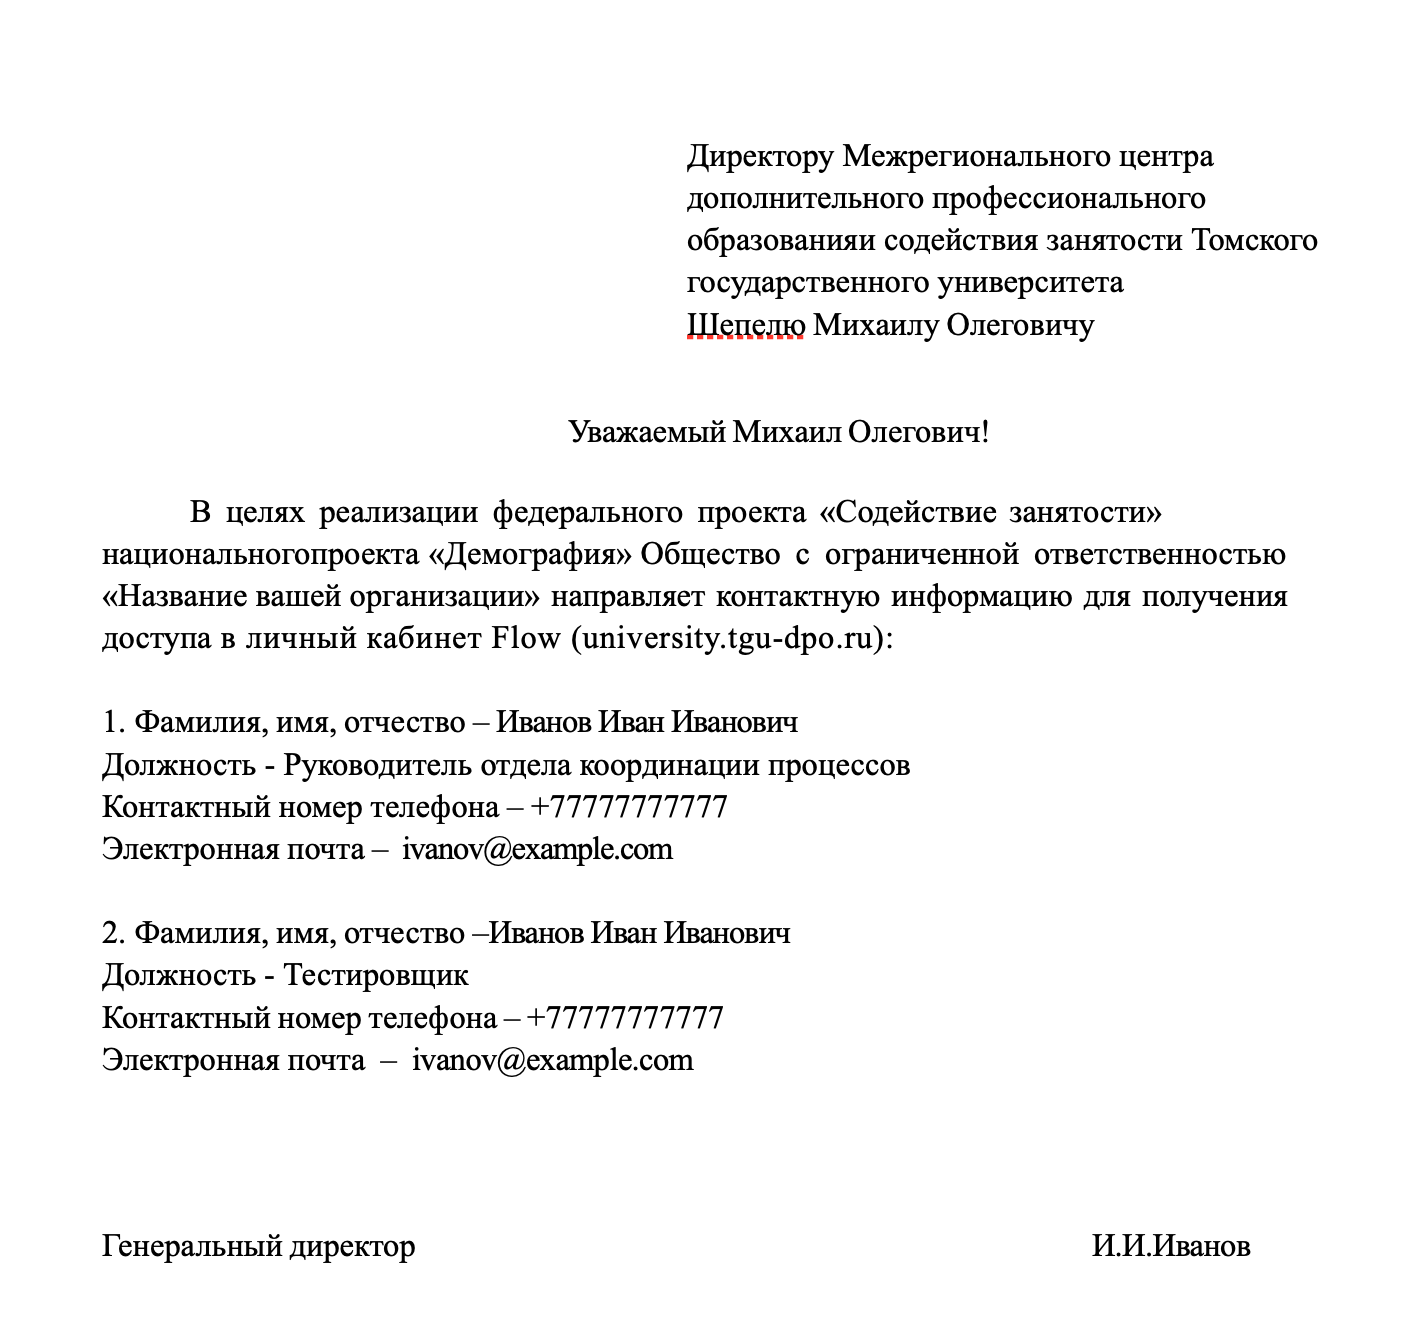 Директору Межрегионального центра
дополнительного профессионального
образованияи содействия занятости Томского
государственного университета
Шепелю Михаилу Олеговичу
Уважаемый Михаил Олегович!
В целях реализации федерального проекта «Содействие занятости»
национальногопроекта «Демография» Общество с ограниченной ответственностью
«Название вашей организации» направляет контактную информацию для получения
доступа в личный кабинет Flow (university.tgu-dpo.ru):
1. Фамилия, имя, отчество – Иванов Иван Иванович
Должность - Руководитель отдела координации процессов
Контактный номер телефона – +77777777777
Электронная почта – ivanov@example.com
2. Фамилия, имя, отчество –Иванов Иван Иванович
Должность - Тестировщик
Контактный номер телефона – +77777777777
Электронная почта – ivanov@example.com
Генеральный директор И.И.Иванов